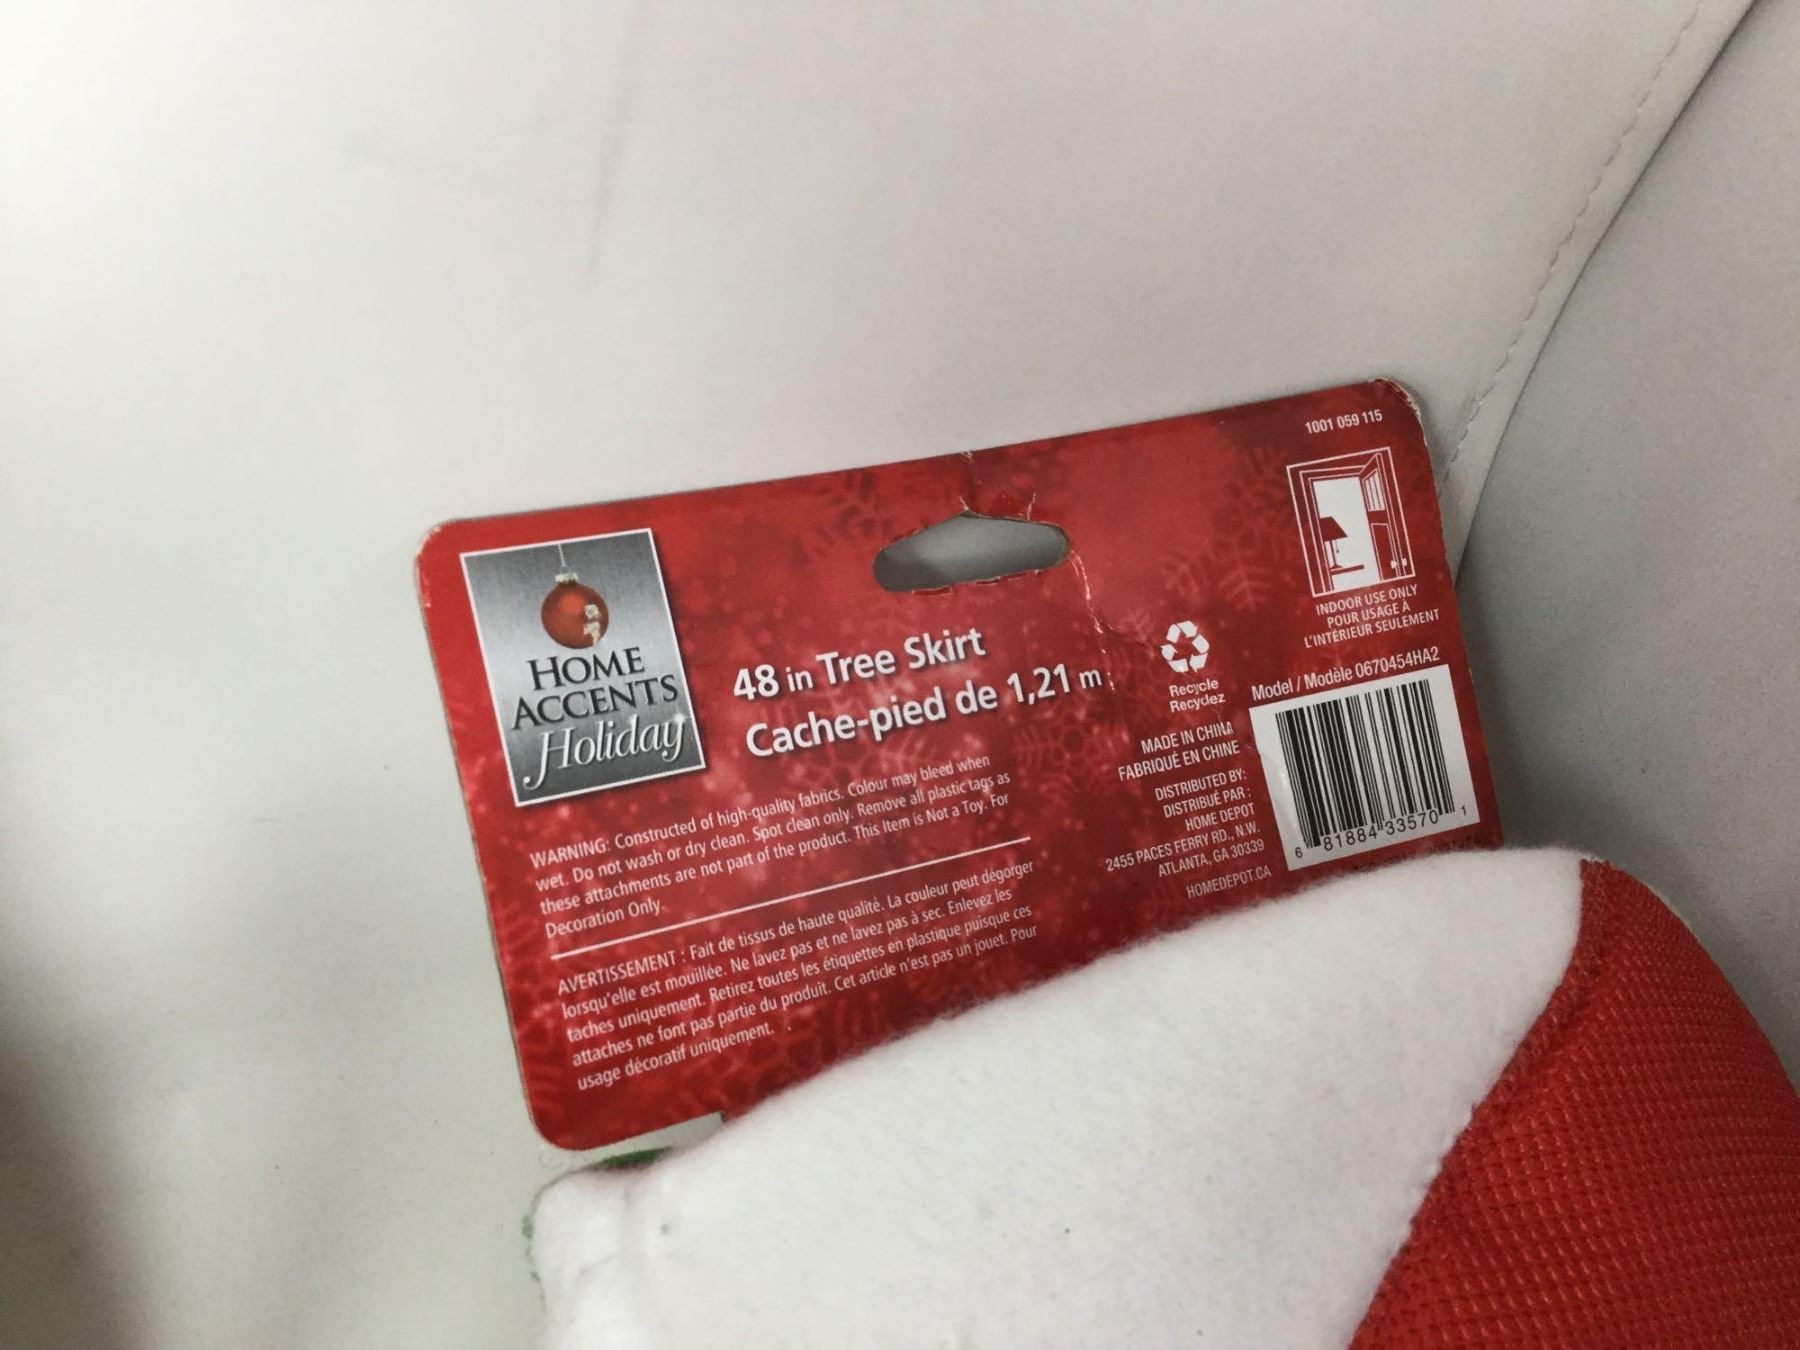 1001 059 115
HOME
ACCENTS
Holiday
48 in Tree Skirt
Cache-pied de 1,21 m
WARNING: Constructed of high-quality fabrics. Colour may bleed when
wet. Do not wash or dry clean. Spot clean only. Remove all plastic tags as
these attachments are not part of the product. This Item is Not a Toy. For
Decoration Only.
AVERTISSEMENT : Fait de tissus de haute qualité. La couleur peut dégorger
lorsqu'elle est mouillée. Ne lavez pas et ne lavez pas à sec. Enlevez les
taches uniquement. Retirez toutes les étiquettes en plastique puisque ces
attaches ne font pas partie du produit. Cet article n'est pas un jouet. Pour
usage décoratif uniquement.
Recycle
Recyclez
MADE IN CHINA
FABRIQUÉ EN CHINE
DISTRIBUTED BY:
DISTRIBUÉ PAR :
HOME DEPOT
2455 PACES FERRY RD., N.W.
ATLANTA, GA 30339
HOMEDEPOT.CA
INDOOR USE ONLY
POUR USAGE À
L'INTÉRIEUR SEULEMENT
Model / Modèle 0670454HA2
6 81884 33570 1